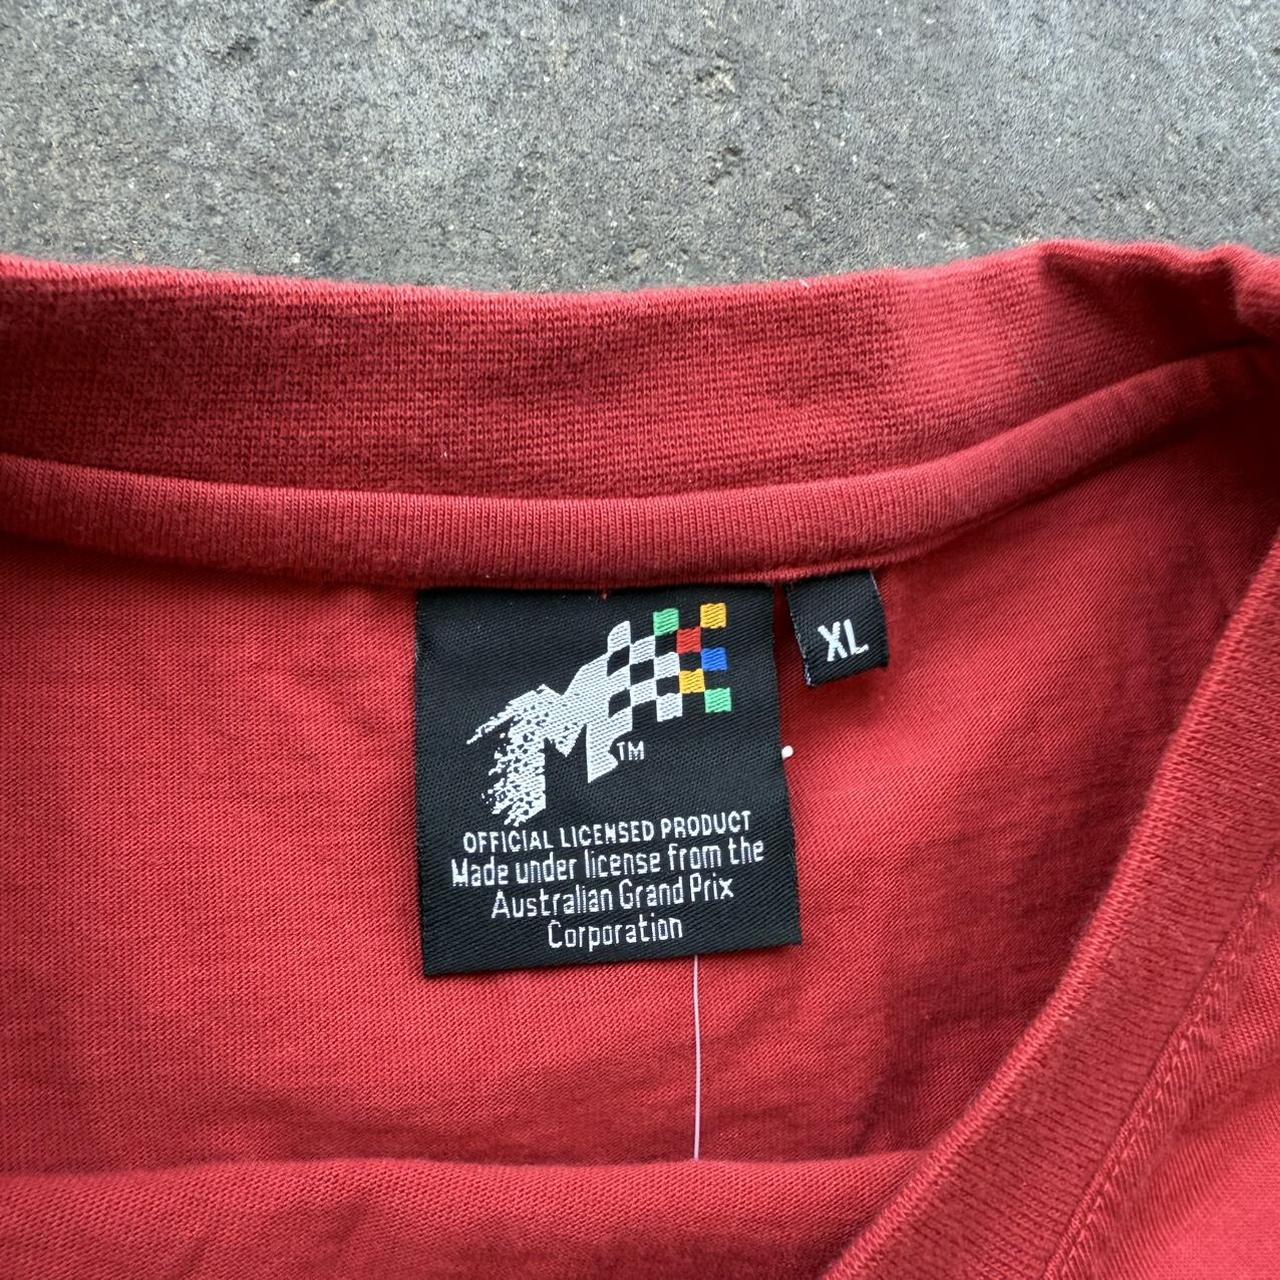 M TM
XL
OFFICIAL LICENSED PRODUCT
Made under license from the
Australian Grand Prix
Corporation